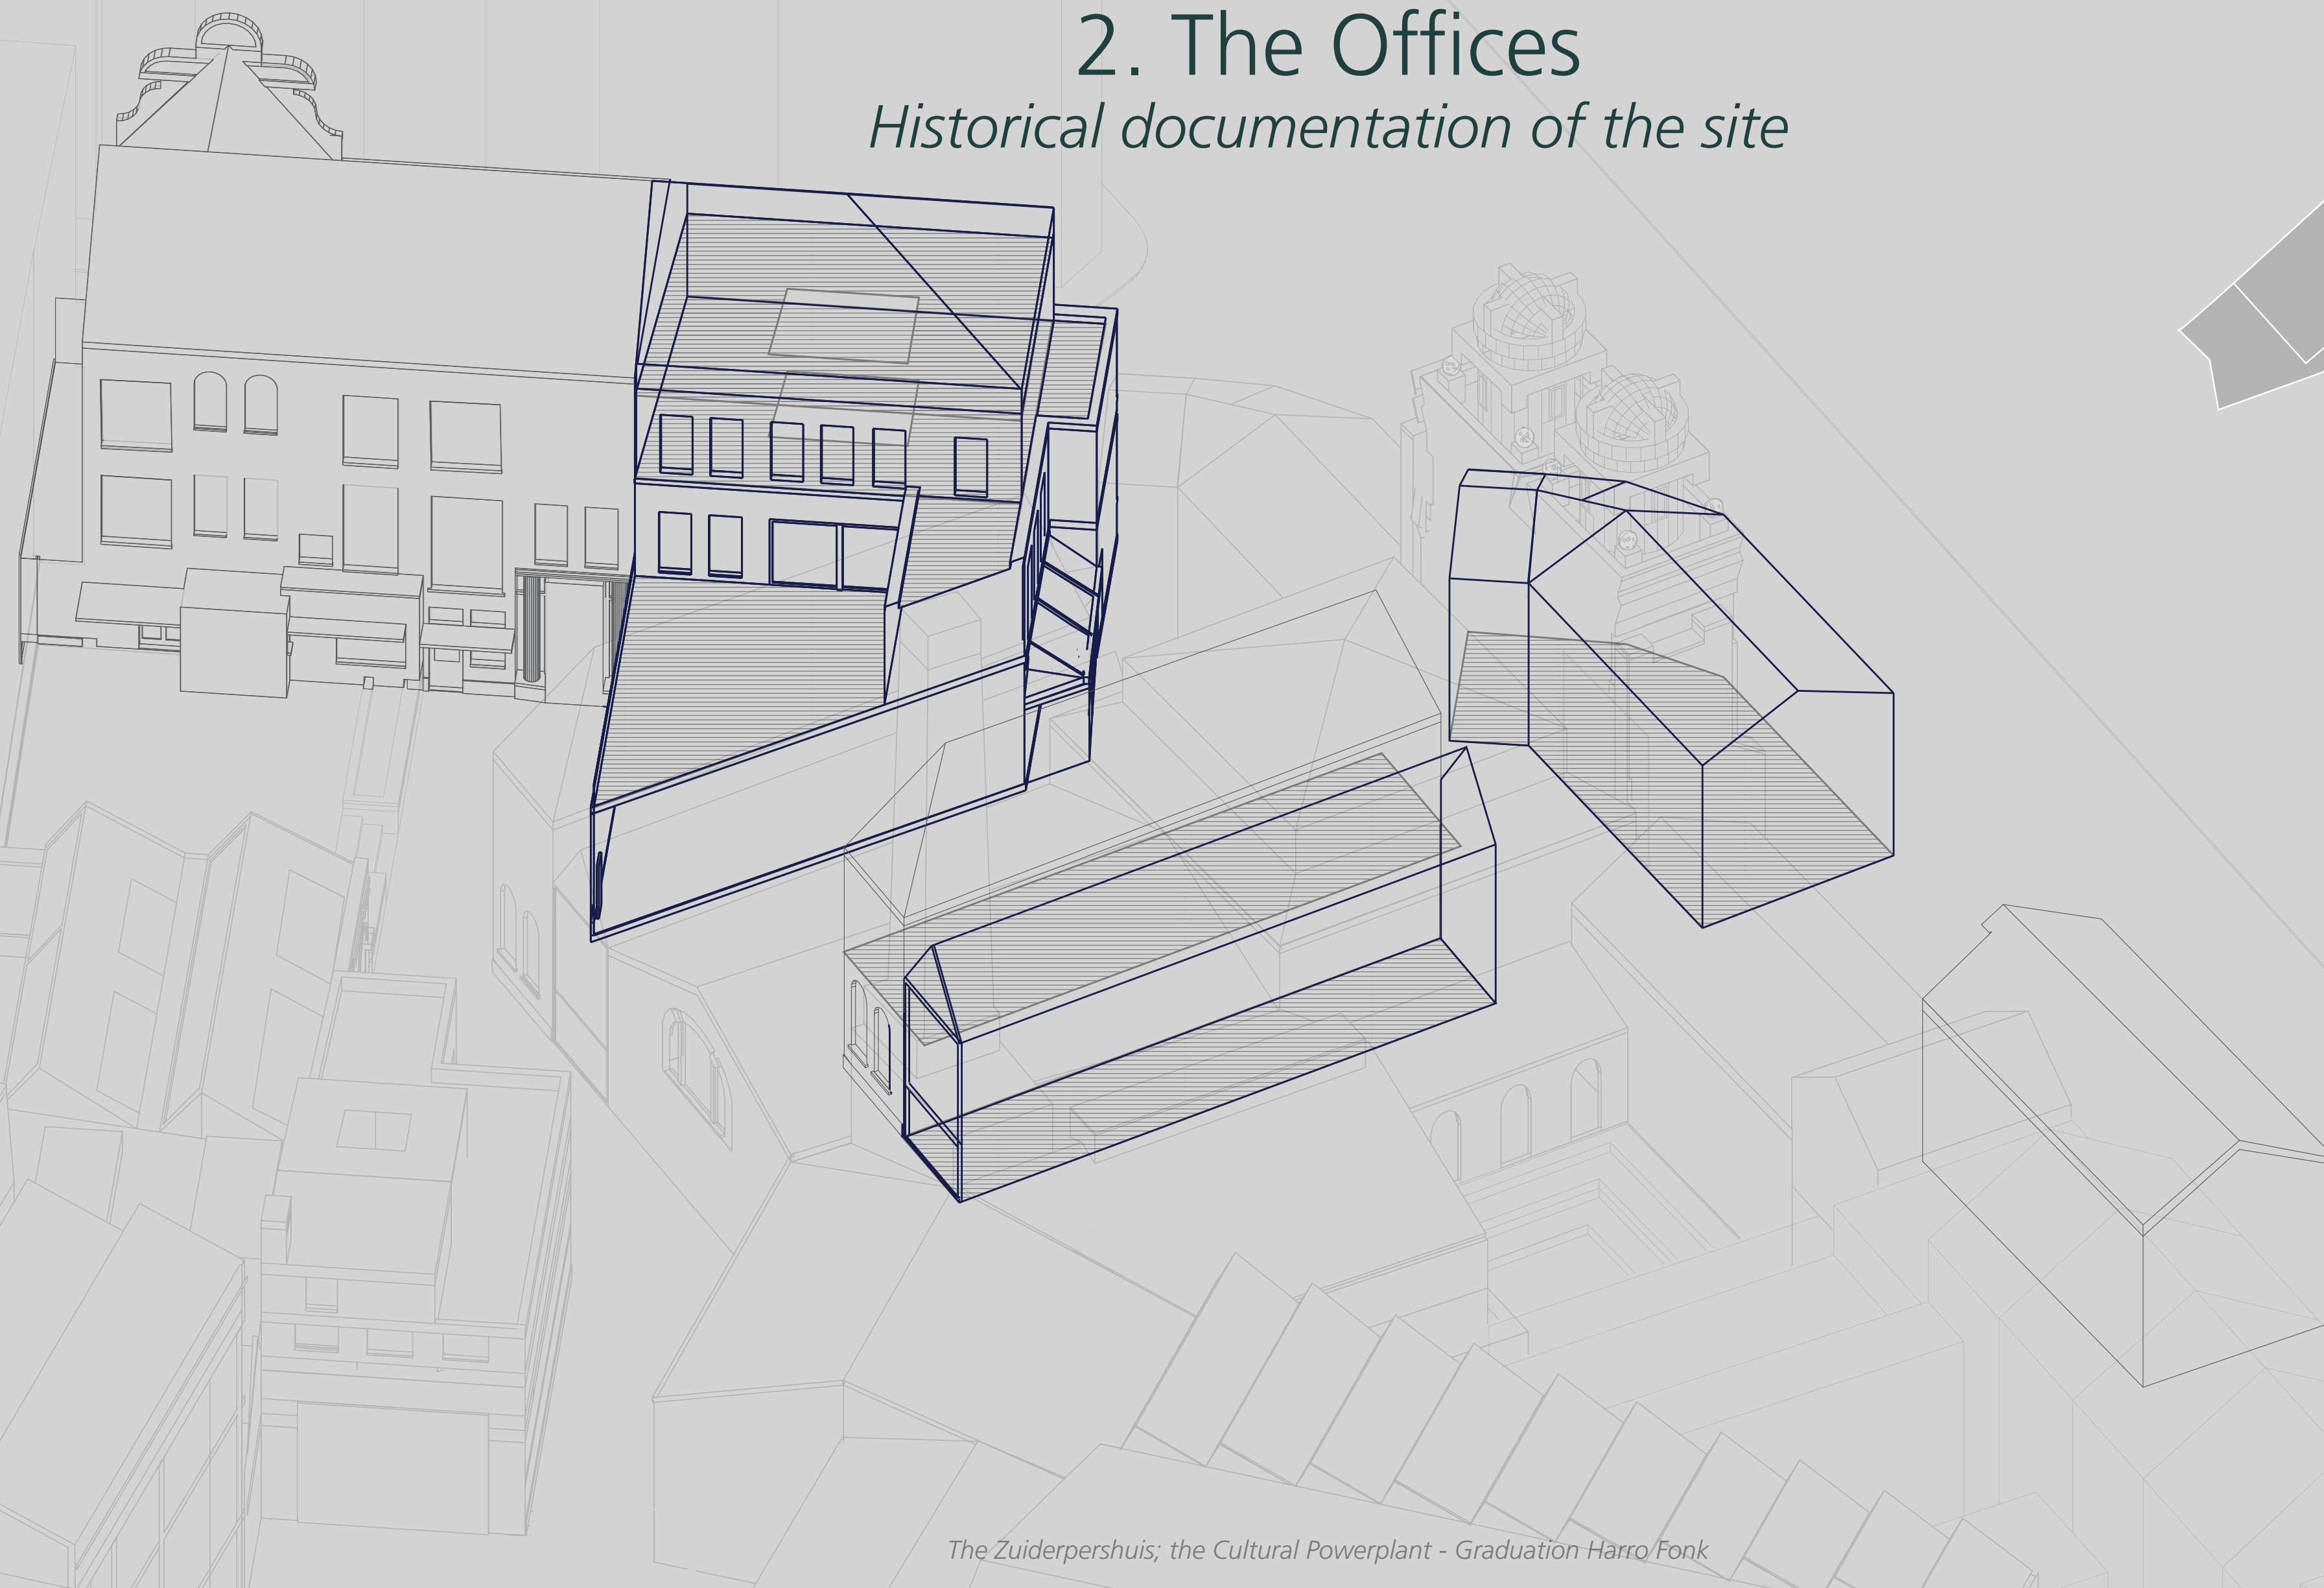 2. The Offices
Historical documentation of the site
The Zuiderpershuis; the Cultural Powerplant - Graduation Harro Fonk